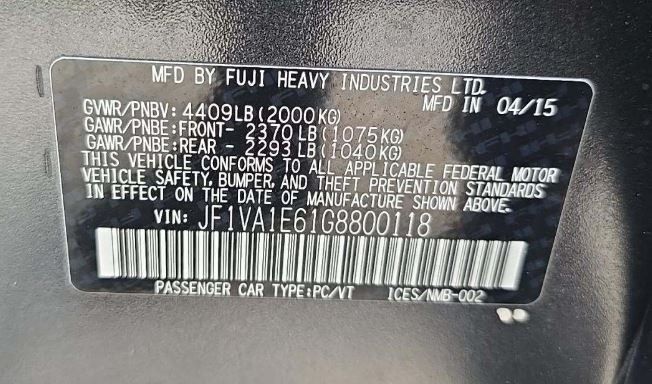 MFD BY FUJI HEAVY INDUSTRIES LTD.
MFD IN 04/15
GVWR/PNBV: 4409LB(2000KG)
GAWR/PNBE:FRONT- 2370LB(1075KG)
GAWR/PNBE:REAR - 2293LB(1040KG)
THIS VEHICLE CONFORMS TO ALL APPLICABLE FEDERAL MOTOR
VEHICLE SAFETY, BUMPER, AND THEFT PREVENTION STANDARDS
IN EFFECT ON THE DATE OF MANUFACTURE SHOWN ABOVE.
VIN: JF1VA1E61G8800118
PASSENGER CAR TYPE:PC/VT ICES/NMB-002